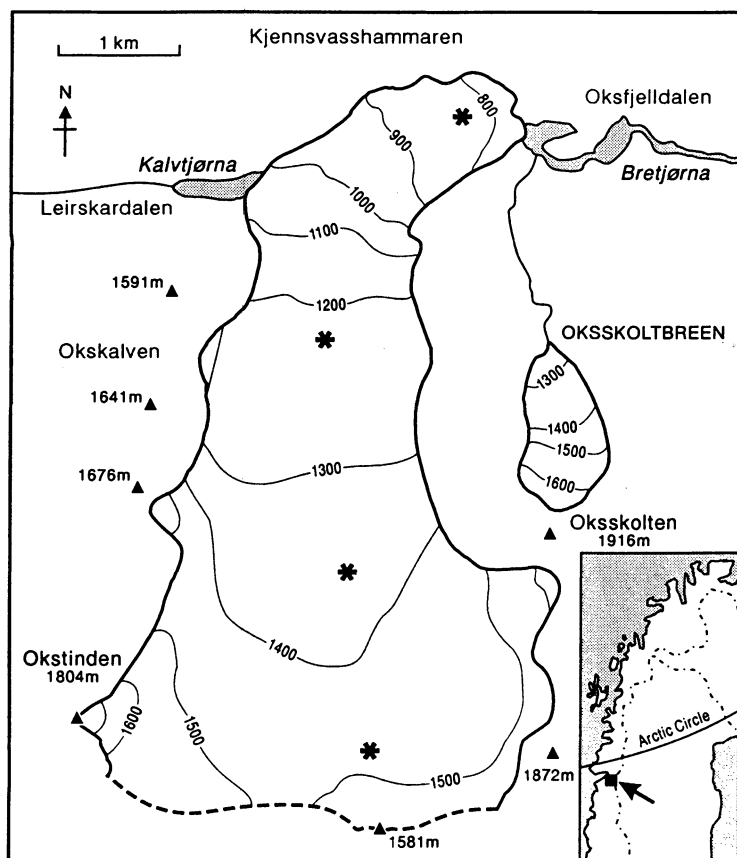 Kjennsvasshammaren
1 km
N
800
Oksfjelldalen
900
Kalvtjørna
Bretjørna
1000
Leirskardalen
1100
1591m
1200
OKSSKOLTBREEN
Okskalven
1300
1641m
1400
1500
1300
1676m
1600
Oksskolten
1916m
1400
Okstinden
1804m
1600
1500
Arctic Circle
1500
1872m
1581m